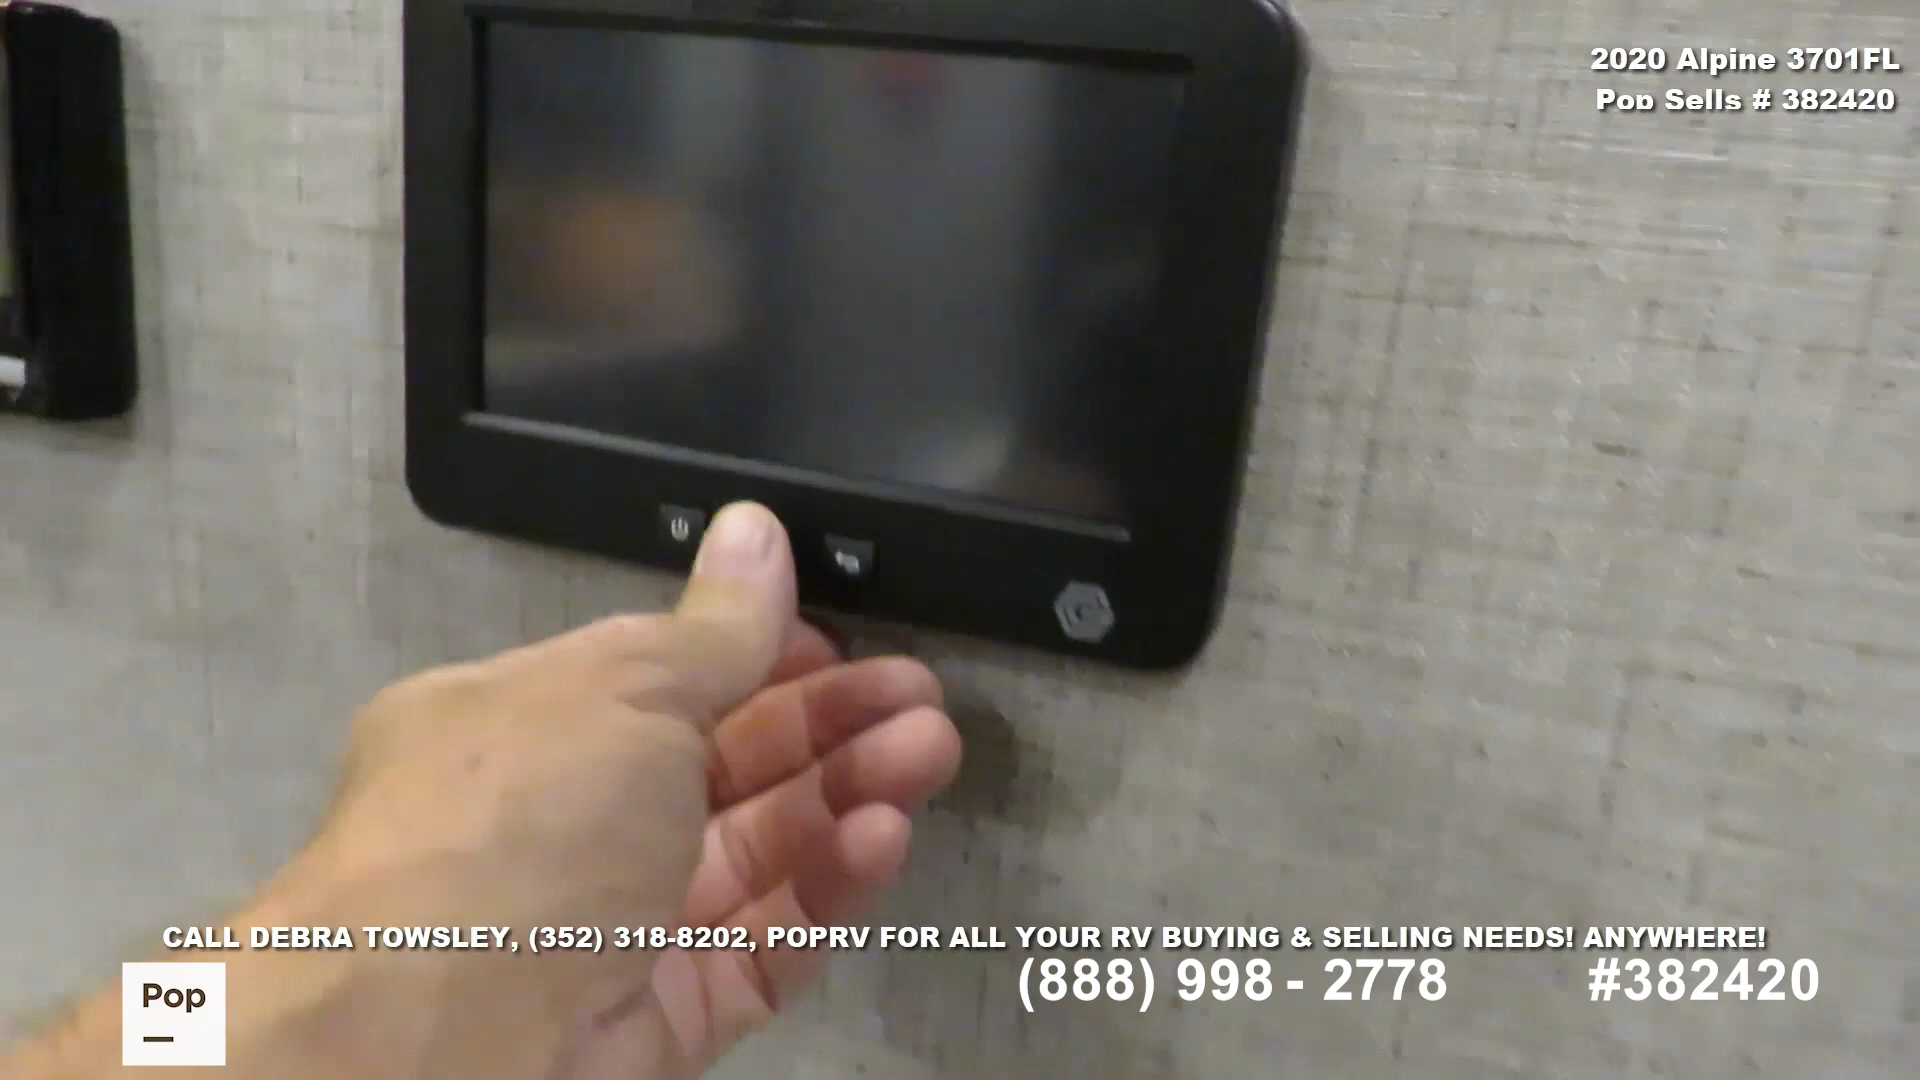 2020 Alpine 3701FL
Pop Sells # 382420
CALL DEBRA TOWSLEY, (352) 318-8202, POPRV FOR ALL YOUR RV BUYING & SELLING NEEDS! ANYWHERE!
(888) 998 - 2778 #382420
Pop